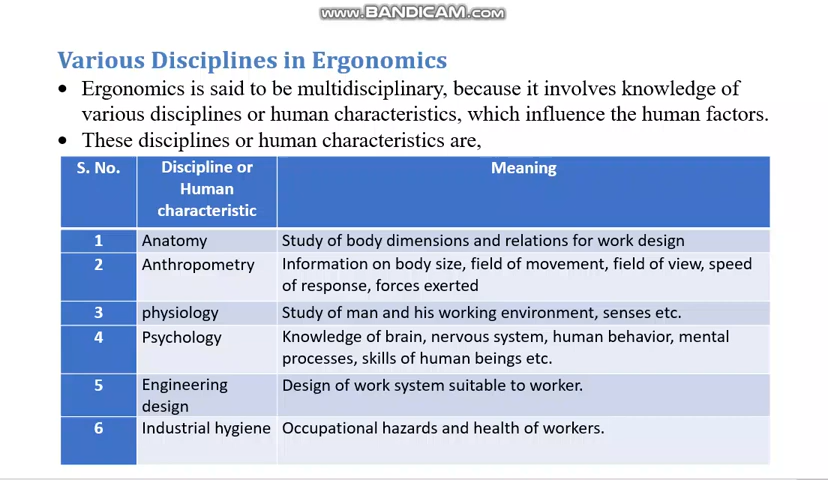 www.BANDICAM.com
Various Disciplines in Ergonomics
• Ergonomics is said to be multidisciplinary, because it involves knowledge of
various disciplines or human characteristics, which influence the human factors.
• These disciplines or human characteristics are,
S. No. Discipline or Human characteristic Meaning
1 Anatomy Study of body dimensions and relations for work design
2 Anthropometry Information on body size, field of movement, field of view, speed
of response, forces exerted
3 physiology Study of man and his working environment, senses etc.
4 Psychology Knowledge of brain, nervous system, human behavior, mental
processes, skills of human beings etc.
5 Engineering design Design of work system suitable to worker.
6 Industrial hygiene Occupational hazards and health of workers.